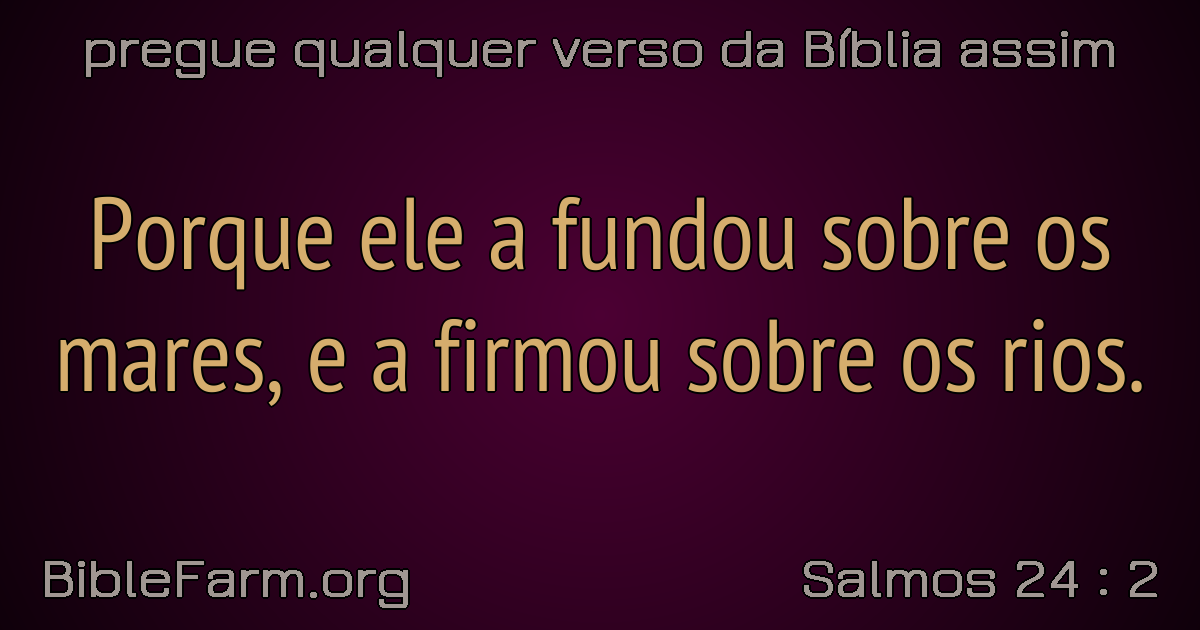 pregue qualquer verso da Bíblia assim
Porque ele a fundou sobre os
mares, e a firmou sobre os rios.
BibleFarm.org
Salmos 24 : 2